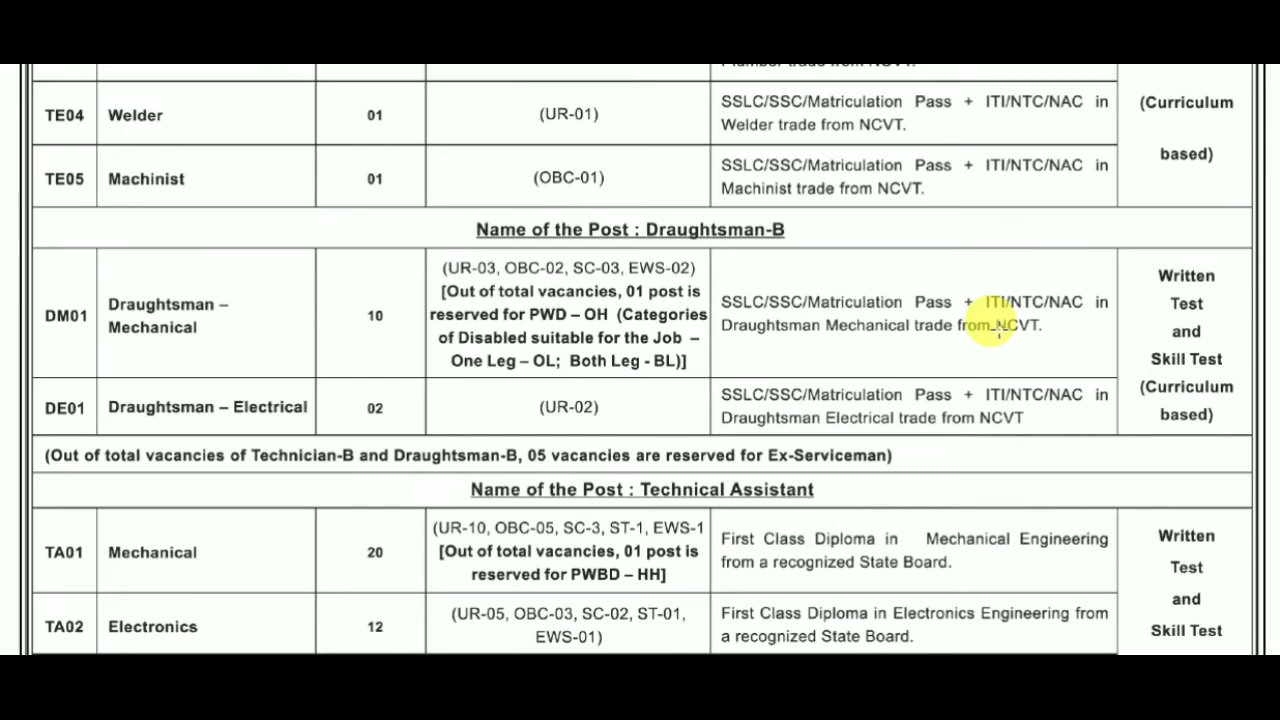 TE04 Welder 01 (UR-01) SSLC/SSC/Matriculation Pass + ITI/NTC/NAC in
Welder trade from NCVT.
(Curriculum
based)
TE05 Machinist 01 (OBC-01) SSLC/SSC/Matriculation Pass + ITI/NTC/NAC in
Machinist trade from NCVT.
Name of the Post : Draughtsman-B
DM01
Draughtsman –
Mechanical
10
(UR-03, OBC-02, SC-03, EWS-02)
[Out of total vacancies, 01 post is
reserved for PWD – OH (Categories
of Disabled suitable for the Job –
One Leg – OL; Both Leg - BL)]
SSLC/SSC/Matriculation Pass + ITI/NTC/NAC in
Draughtsman Mechanical trade from NCVT.
Written
Test
and
Skill Test
(Curriculum
based)
DE01 Draughtsman – Electrical 02 (UR-02)
SSLC/SSC/Matriculation Pass + ITI/NTC/NAC in
Draughtsman Electrical trade from NCVT
(Out of total vacancies of Technician-B and Draughtsman-B, 05 vacancies are reserved for Ex-Serviceman)
Name of the Post : Technical Assistant
TA01 Mechanical 20
(UR-10, OBC-05, SC-3, ST-1, EWS-1
[Out of total vacancies, 01 post is
reserved for PWBD – HH]
First Class Diploma in Mechanical Engineering
from a recognized State Board.
Written
Test
and
Skill Test
TA02 Electronics 12
(UR-05, OBC-03, SC-02, ST-01,
EWS-01)
First Class Diploma in Electronics Engineering from
a recognized State Board.